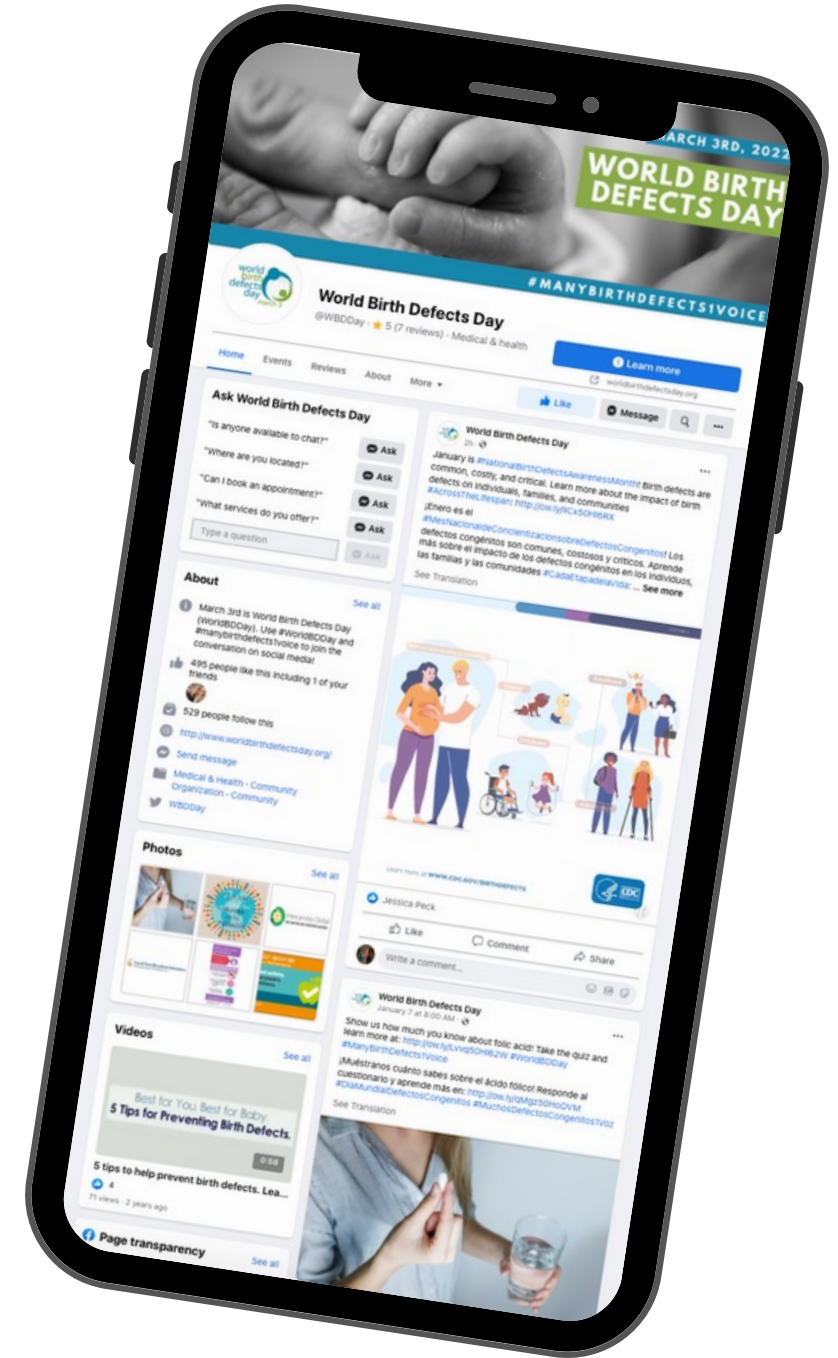 MARCH 3RD, 2022
WORLD BIRTH
DEFECTS DAY
#MANYBIRTHDEFECTS1VOICE
world
birth
defects
day
march 3
World Birth Defects Day
@WBDDay · 5 (7 reviews) · Medical & health
Learn more
worldbirthdefectsday.org
Home
Events
Reviews
About
More
Like
Message
Ask World Birth Defects Day
"Is anyone available to chat?"
Ask
"Where are you located?"
Ask
"Can I book an appointment?"
Ask
"What services do you offer?"
Ask
Type a question
Ask
About
See all
March 3rd is World Birth Defects Day
(WorldBDDay). Use #WorldBDDay and
#manybirthdefects1voice to join the
conversation on social media!
495 people like this including 1 of your
friends
529 people follow this
http://www.worldbirthdefectsday.org/
Send message
Medical & Health · Community
Organization · Community
WBDDay
Photos
See all
Videos
See all
Best for You. Best for Baby.
5 Tips for Preventing Birth Defects.
0:58
5 tips to help prevent birth defects. Lea...
4
71 views · 2 years ago
Page transparency
See all
World Birth Defects Day
2h
January is #NationalBirthDefectsAwarenessMonth! Birth defects are
common, costly, and critical. Learn more about the impact of birth
defects on individuals, families, and communities
#AcrossTheLifespan:
¡Enero es el
#MesNacionaldeConcientizacionsobreDefectosCongenitos! Los
defectos congénitos son comunes, costosos y críticos. Aprende
más sobre el impacto de los defectos congénitos en los individuos,
las familias y las comunidades #CadaEtapadelaVida: ... See more
See Translation
Learn more at WWW.CDC.GOV/BIRTHDEFECTS
CDC
Jessica Peck
Like
Comment
Share
Write a comment...
World Birth Defects Day
January 7 at 8:00 AM
Show us how much you know about folic acid! Take the quiz and
learn more at: #WorldBDDay
#ManyBirthDefects1Voice
¡Muéstranos cuánto sabes sobre el ácido fólico! Responde al
cuestionario y aprende más en:
#DiaMundialDefectosCongenitos #MuchosDefectosCongenitos1Voz
See Translation